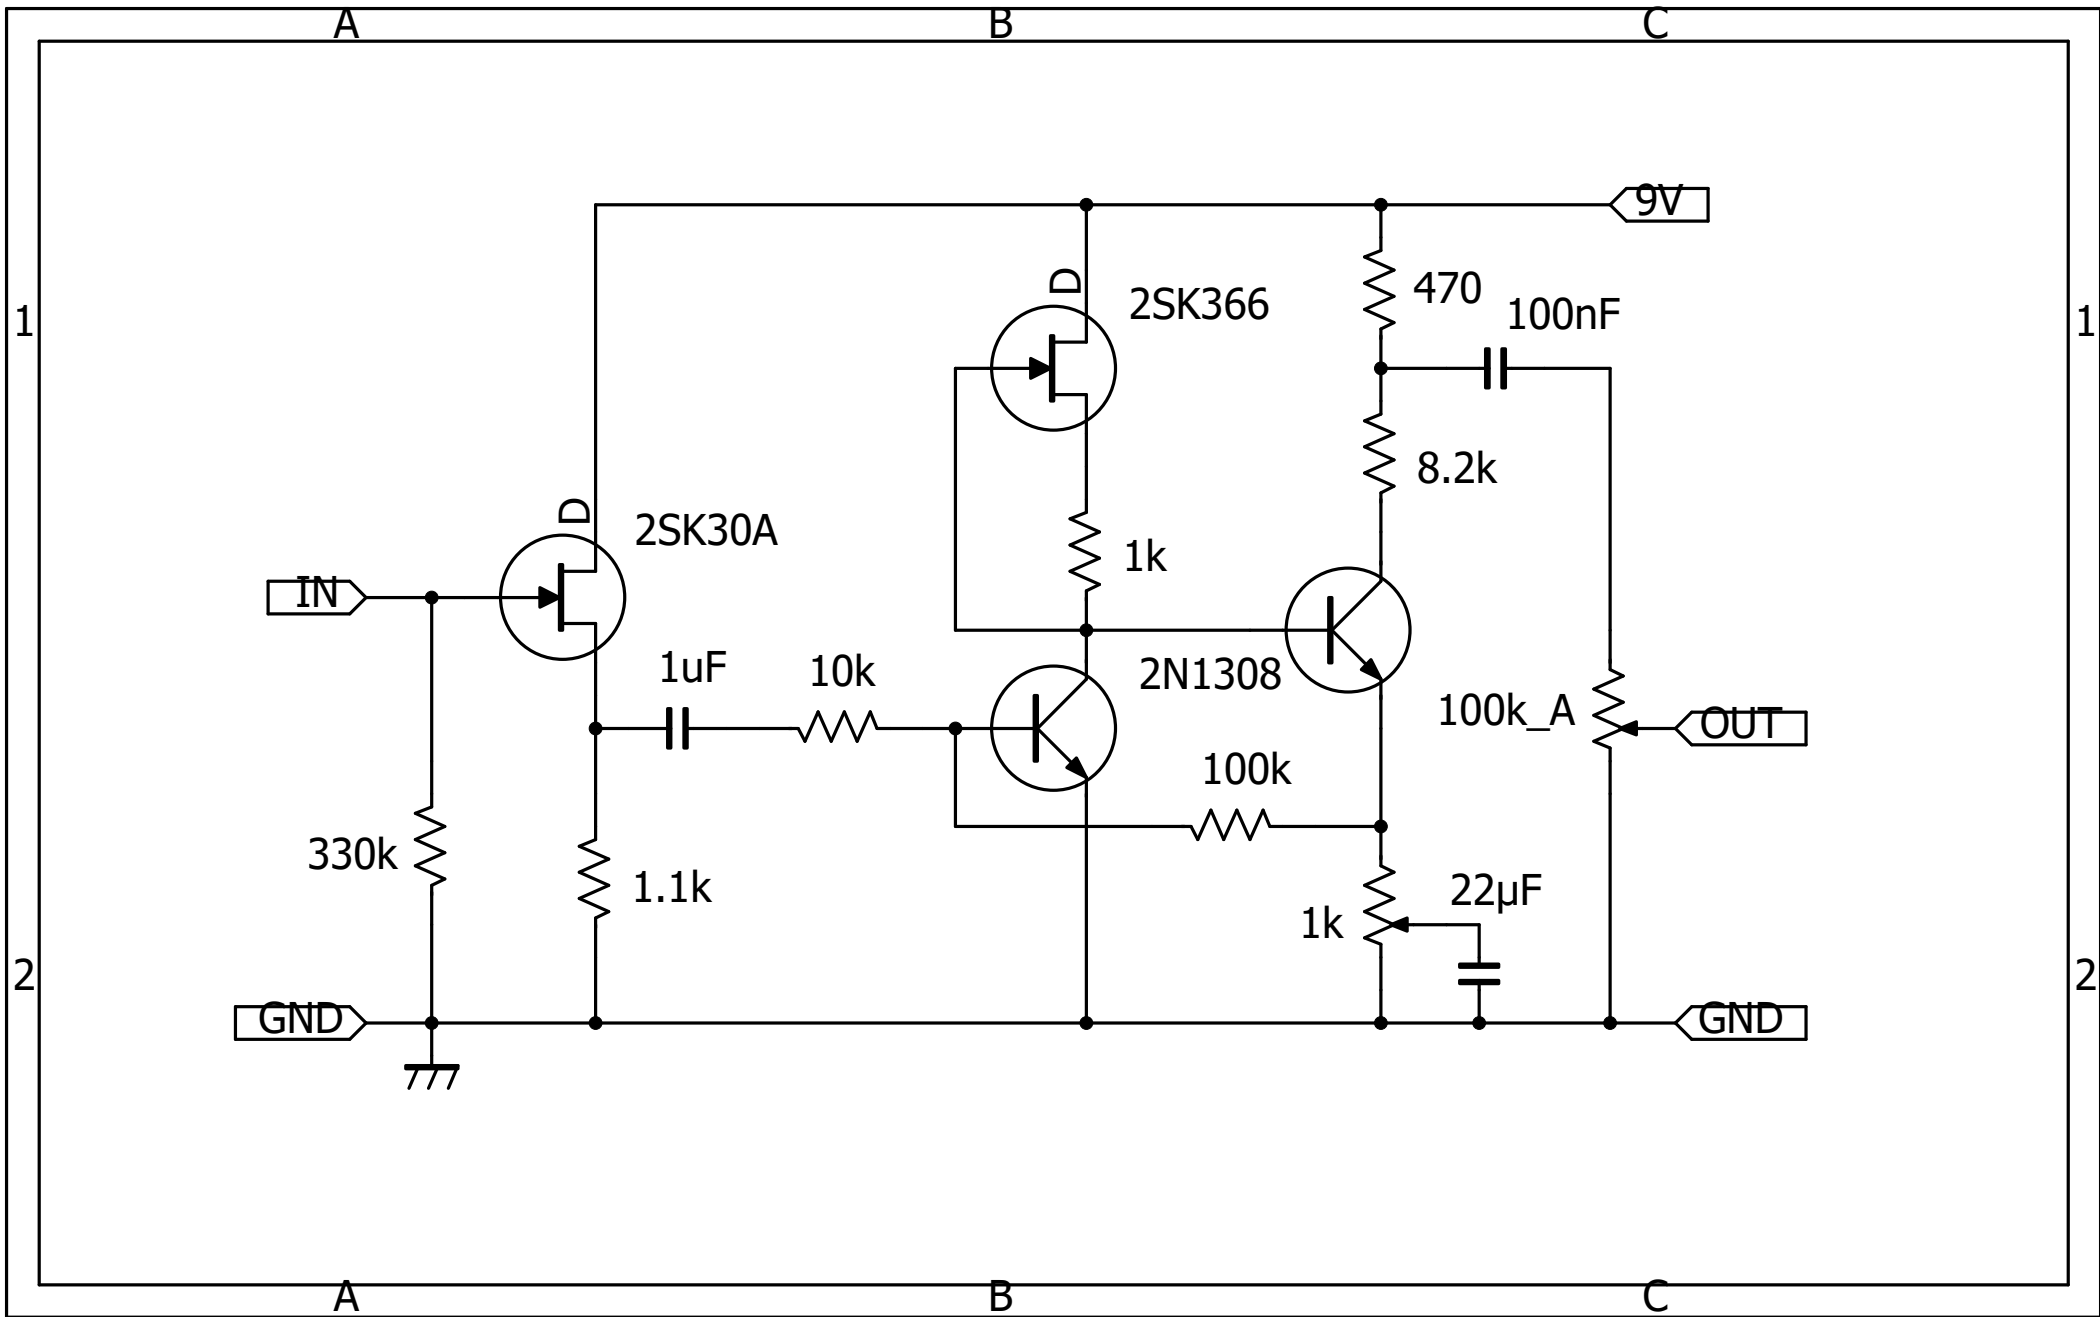 A
B
C
9V
D
2SK366
470
100nF
1
1
8.2k
D
2SK30A
1k
IN
1uF
10k
2N1308
100k_A
OUT
100k
330k
1.1k
22µF
1k
2
2
GND
GND
A
B
C